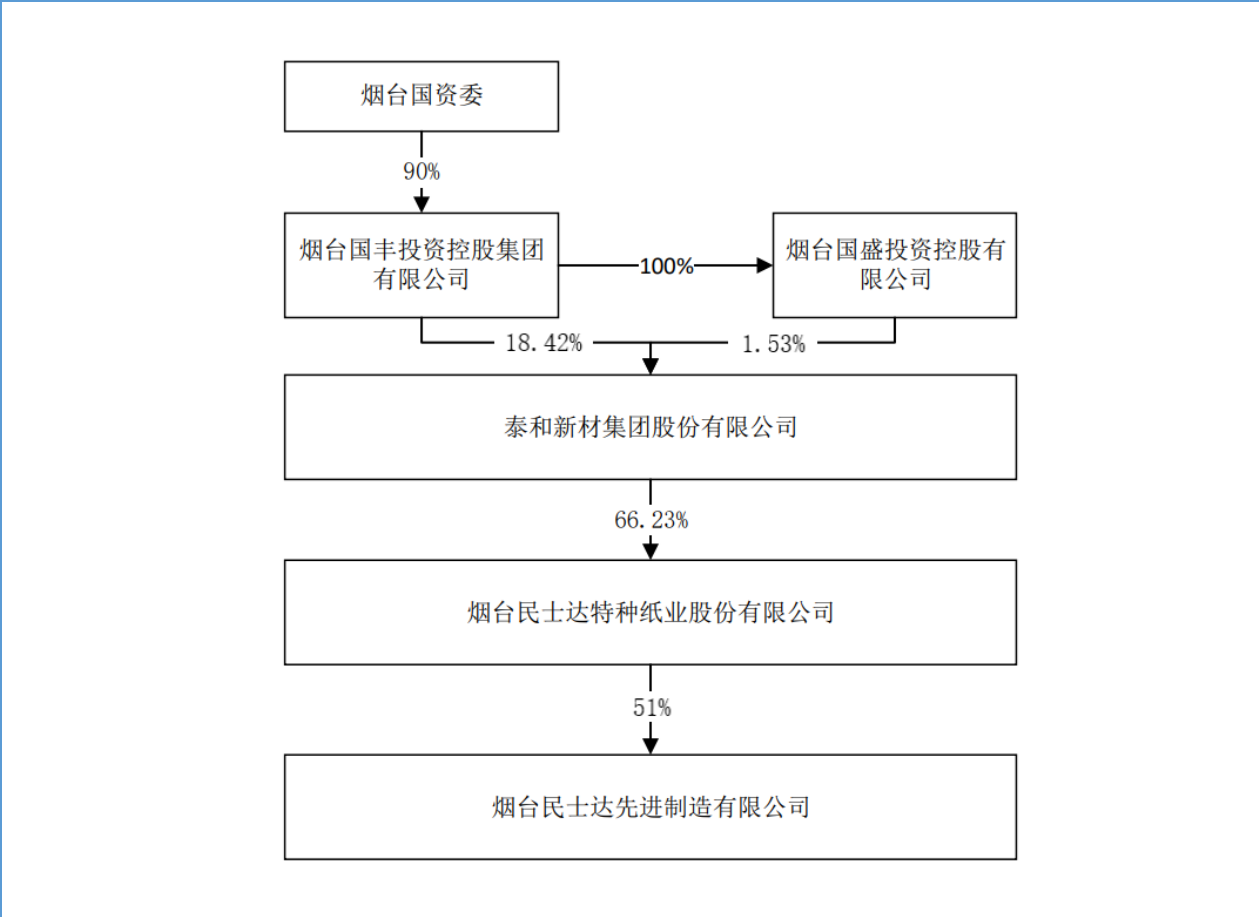 烟台国资委
90%
烟台国丰投资控股集团
有限公司
100%
烟台国盛投资控股有
限公司
18.42%
1.53%
泰和新材集团股份有限公司
66.23%
烟台民士达特种纸业股份有限公司
51%
烟台民士达先进制造有限公司